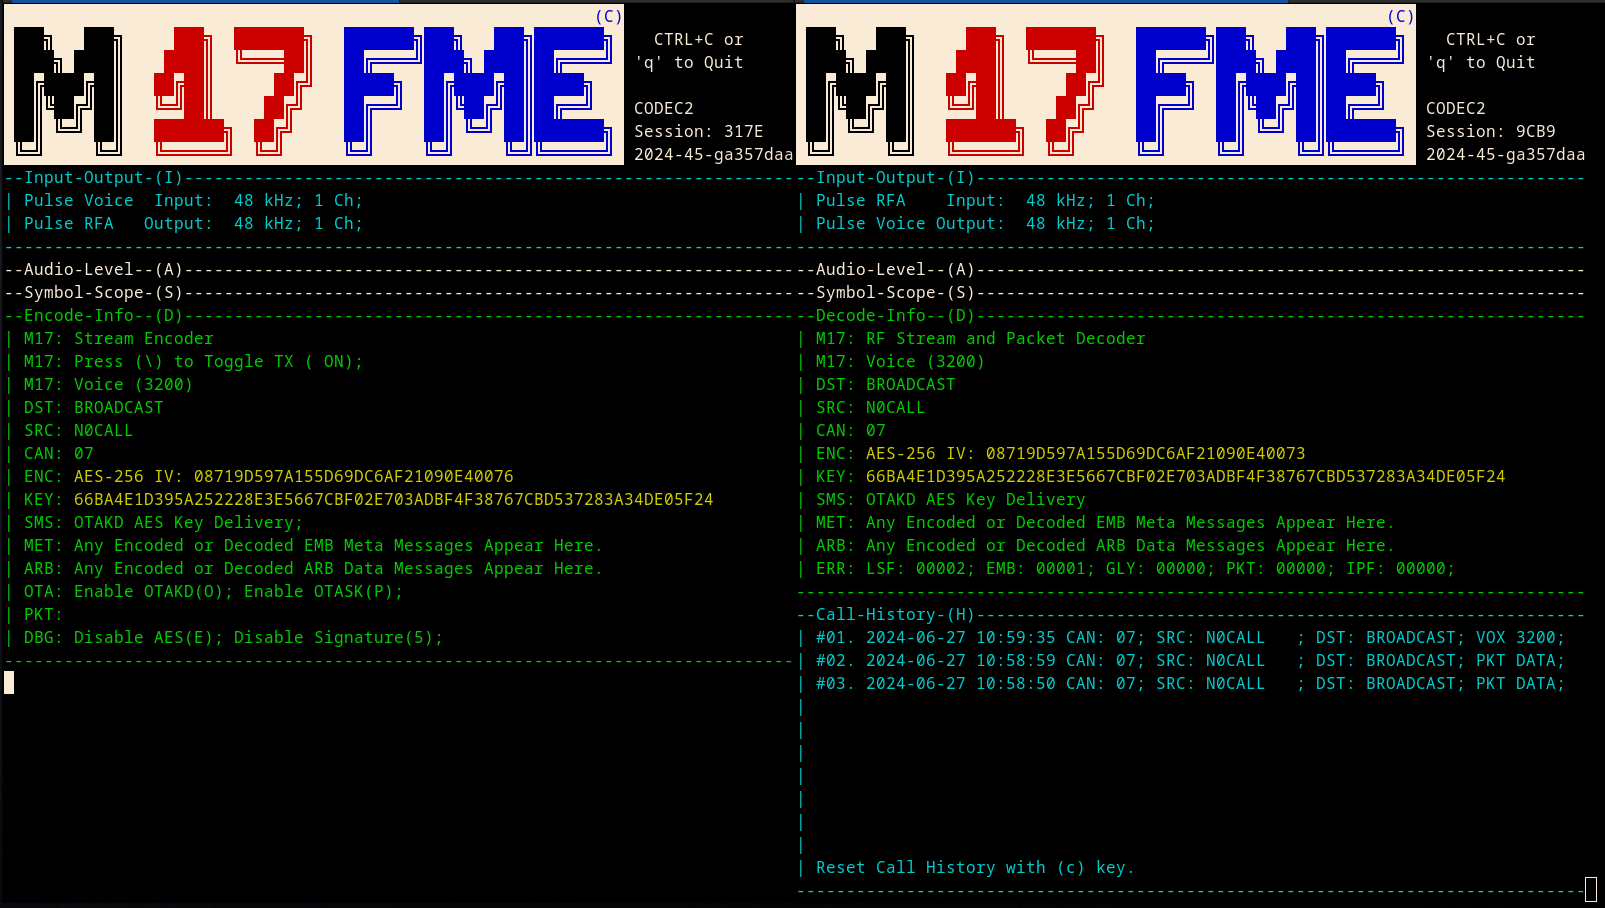 (C)
M17 FME
CTRL+C or
'q' to Quit
CODEC2
Session: 317E
2024-45-ga357daa
--Input-Output-(I)-------------------------------------------------------------
| Pulse Voice  Input:  48 kHz; 1 Ch;
| Pulse RFA   Output:  48 kHz; 1 Ch;
-------------------------------------------------------------------------------
--Audio-Level--(A)-------------------------------------------------------------
--Symbol-Scope-(S)-------------------------------------------------------------
--Encode-Info--(D)-------------------------------------------------------------
| M17: Stream Encoder
| M17: Press (\) to Toggle TX ( ON);
| M17: Voice (3200)
| DST: BROADCAST
| SRC: N0CALL
| CAN: 07
| ENC: AES-256 IV: 08719D597A155D69DC6AF21090E40076
| KEY: 66BA4E1D395A252228E3E5667CBF02E703ADBF4F38767CBD537283A34DE05F24
| SMS: OTAKD AES Key Delivery;
| MET: Any Encoded or Decoded EMB Meta Messages Appear Here.
| ARB: Any Encoded or Decoded ARB Data Messages Appear Here.
| OTA: Enable OTAKD(O); Enable OTASK(P);
| PKT:
| DBG: Disable AES(E); Disable Signature(5);
-------------------------------------------------------------------------------
(C)
M17 FME
CTRL+C or
'q' to Quit
CODEC2
Session: 9CB9
2024-45-ga357daa
--Input-Output-(I)-------------------------------------------------------------
| Pulse RFA    Input:  48 kHz; 1 Ch;
| Pulse Voice Output:  48 kHz; 1 Ch;
-------------------------------------------------------------------------------
--Audio-Level--(A)-------------------------------------------------------------
--Symbol-Scope-(S)-------------------------------------------------------------
--Decode-Info--(D)-------------------------------------------------------------
| M17: RF Stream and Packet Decoder
| M17: Voice (3200)
| DST: BROADCAST
| SRC: N0CALL
| CAN: 07
| ENC: AES-256 IV: 08719D597A155D69DC6AF21090E40073
| KEY: 66BA4E1D395A252228E3E5667CBF02E703ADBF4F38767CBD537283A34DE05F24
| SMS: OTAKD AES Key Delivery
| MET: Any Encoded or Decoded EMB Meta Messages Appear Here.
| ARB: Any Encoded or Decoded ARB Data Messages Appear Here.
| ERR: LSF: 00002; EMB: 00001; GLY: 00000; PKT: 00000; IPF: 00000;
-------------------------------------------------------------------------------
--Call-History-(H)-------------------------------------------------------------
| #01. 2024-06-27 10:59:35 CAN: 07; SRC: N0CALL   ; DST: BROADCAST; VOX 3200;
| #02. 2024-06-27 10:58:59 CAN: 07; SRC: N0CALL   ; DST: BROADCAST; PKT DATA;
| #03. 2024-06-27 10:58:50 CAN: 07; SRC: N0CALL   ; DST: BROADCAST; PKT DATA;
|
|
|
|
|
|
|
| Reset Call History with (c) key.
-------------------------------------------------------------------------------